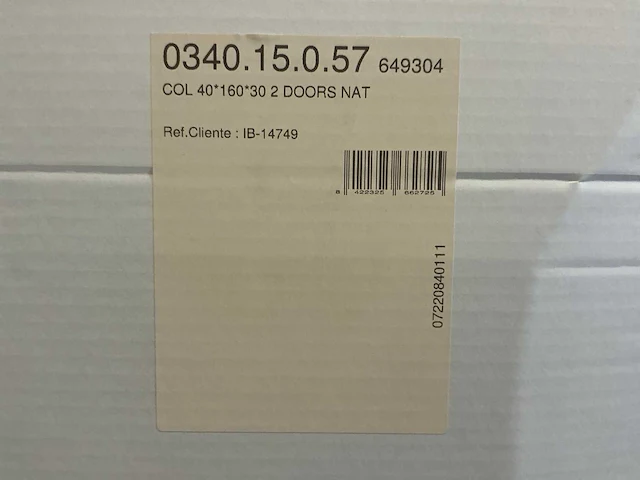 0340.15.0.57 649304
COL 40*160*30 2 DOORS NAT
Ref.Cliente : IB-14749
8 422325 662725
07220840111